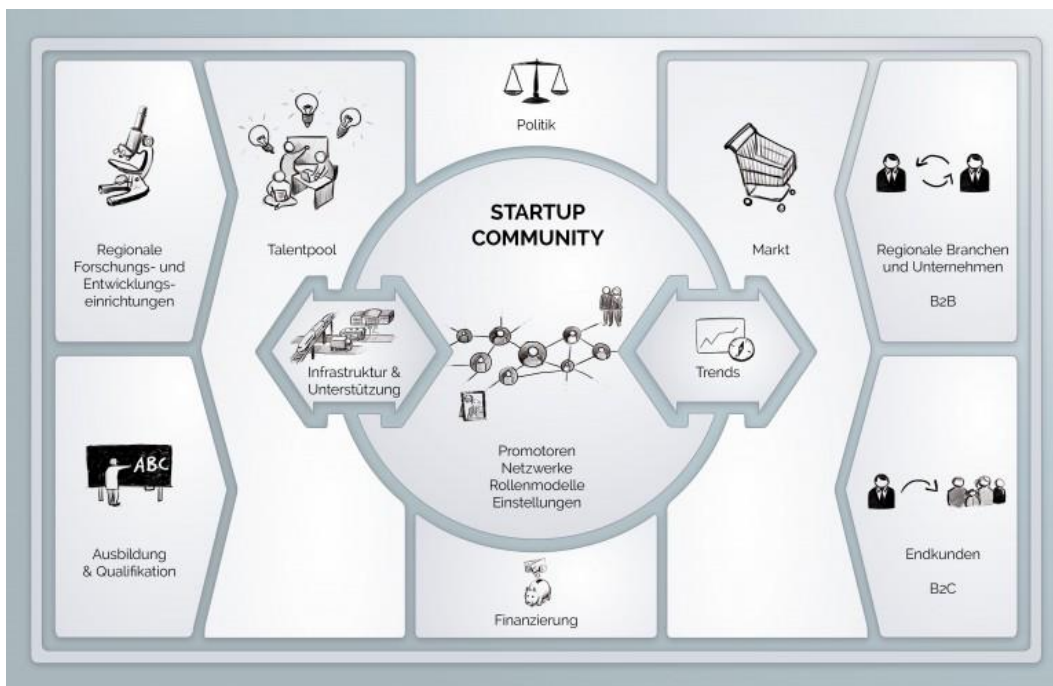 Politik
STARTUP
COMMUNITY
Regionale
Forschungs- und
Entwicklungs-
einrichtungen
Talentpool
Markt
Regionale Branchen
und Unternehmen
B2B
Infrastruktur &
Unterstützung
Trends
Promotoren
Netzwerke
Rollenmodelle
Einstellungen
ABC
Ausbildung
& Qualifikation
Finanzierung
Endkunden
B2C